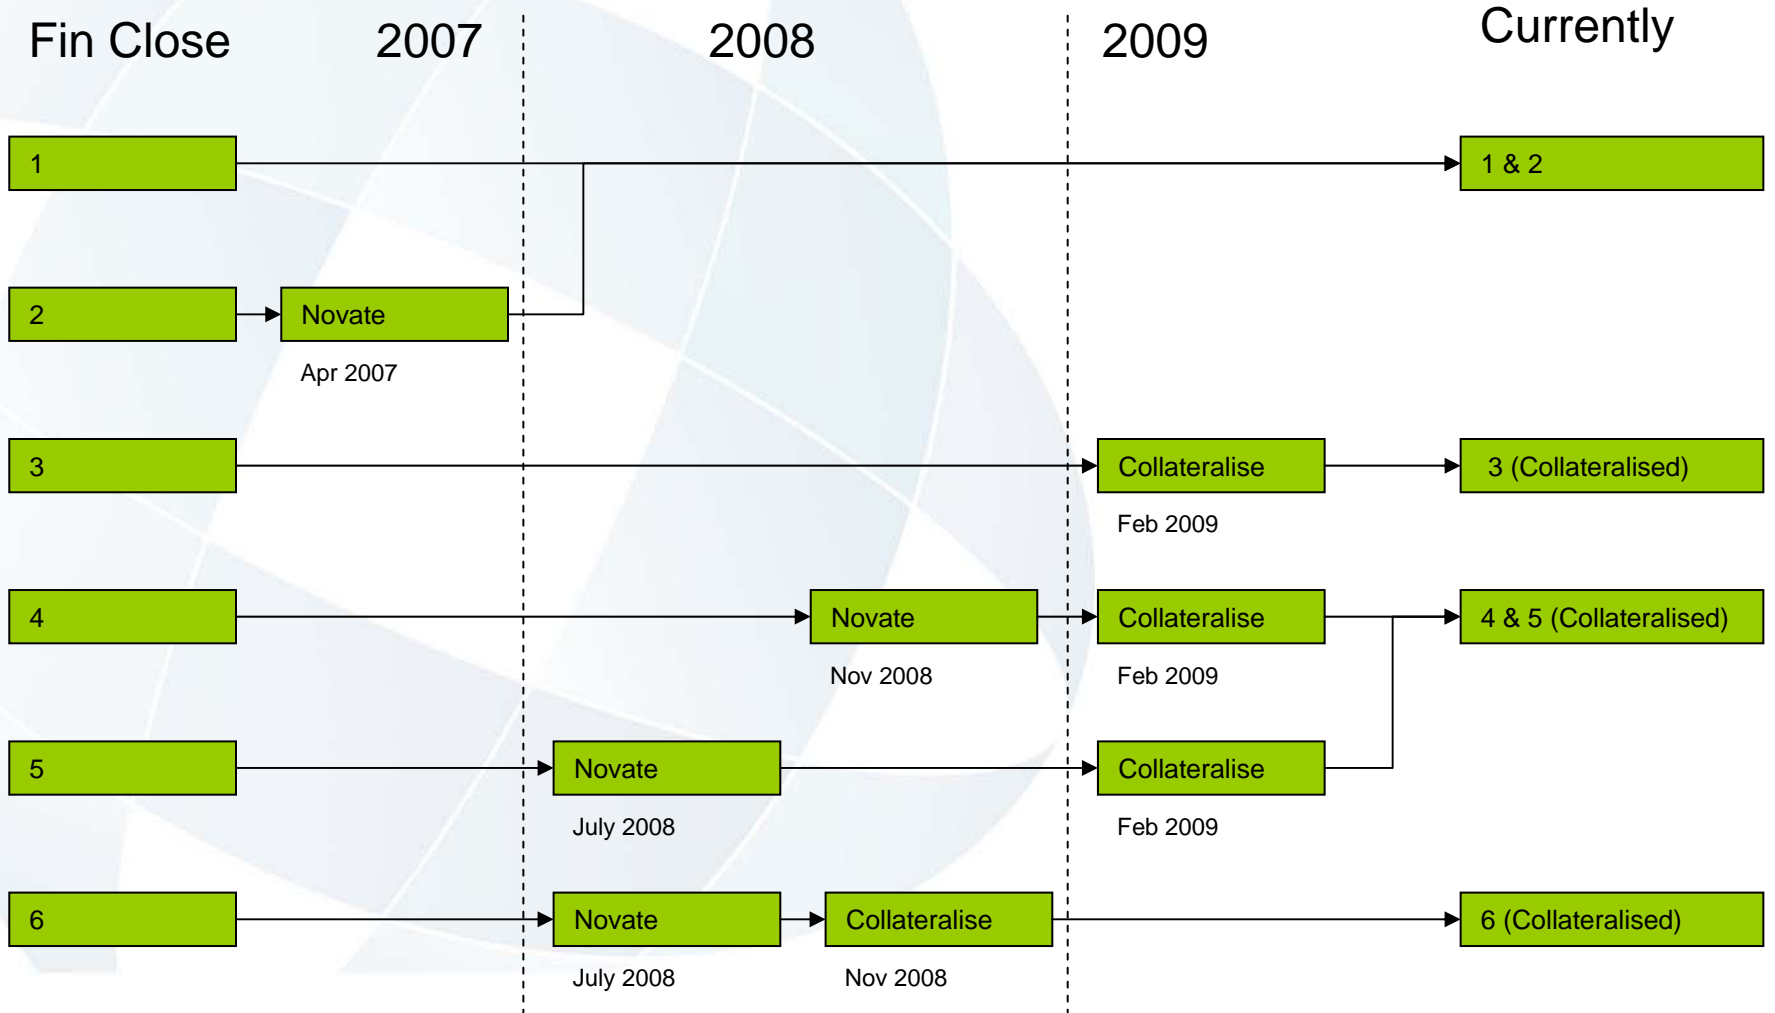 Fin Close
2007
2008
2009
Currently
1
1 & 2
2
Novate
Apr 2007
3
Collateralise
3 (Collateralised)
Feb 2009
4
Novate
Collateralise
4 & 5 (Collateralised)
Nov 2008
Feb 2009
5
Novate
Collateralise
July 2008
Feb 2009
6
Novate
Collateralise
6 (Collateralised)
July 2008
Nov 2008